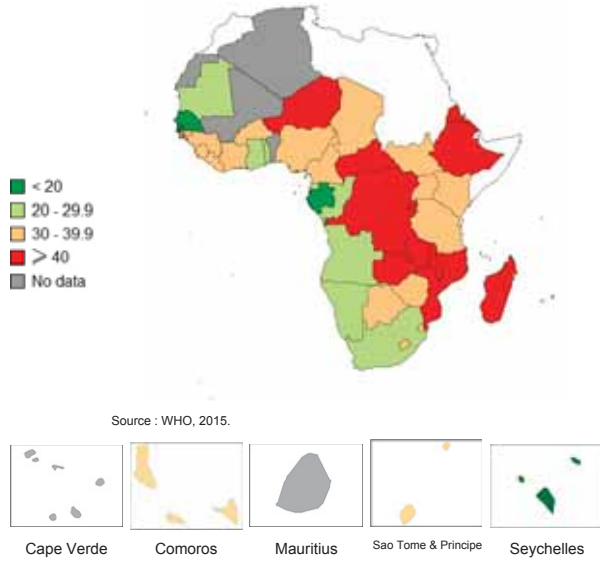 < 20
20 - 29.9
30 - 39.9
⩾ 40
No data
Source : WHO, 2015.
Cape Verde
Comoros
Mauritius
Sao Tome & Principe
Seychelles